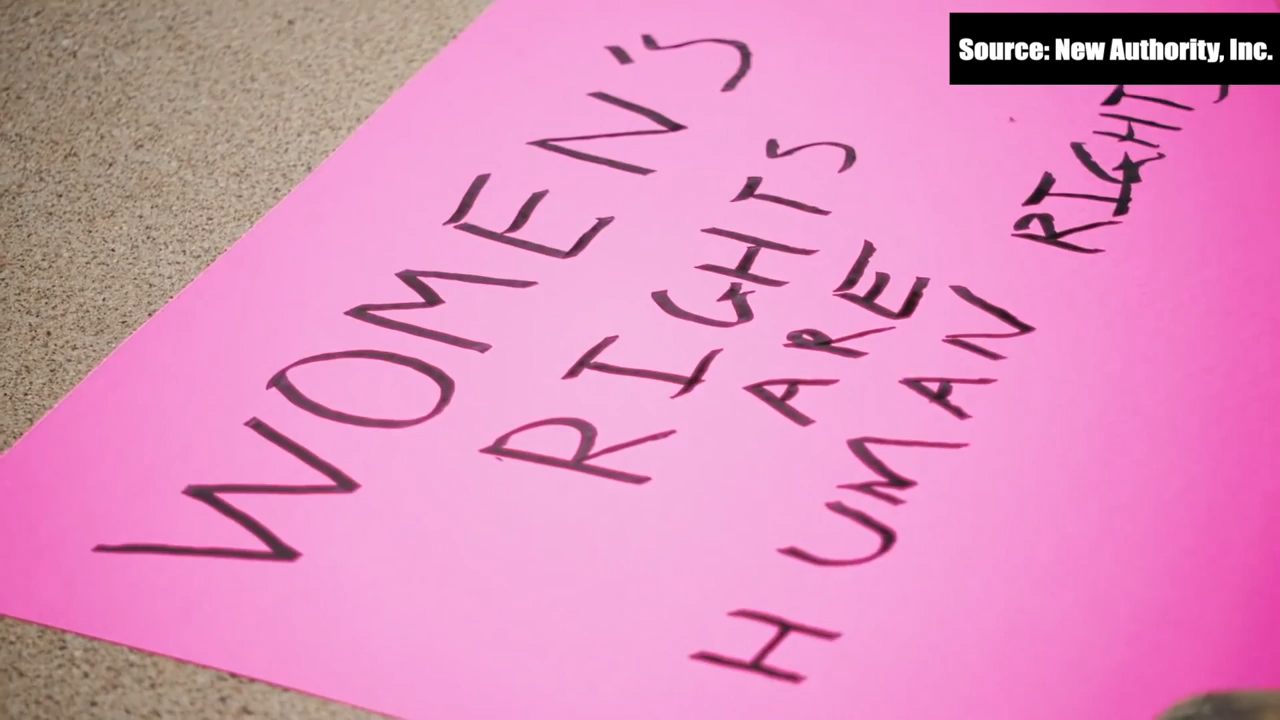 Source: New Authority, Inc.
WOMEN'S
RIGHTS
ARE
HUMAN RIGHTS